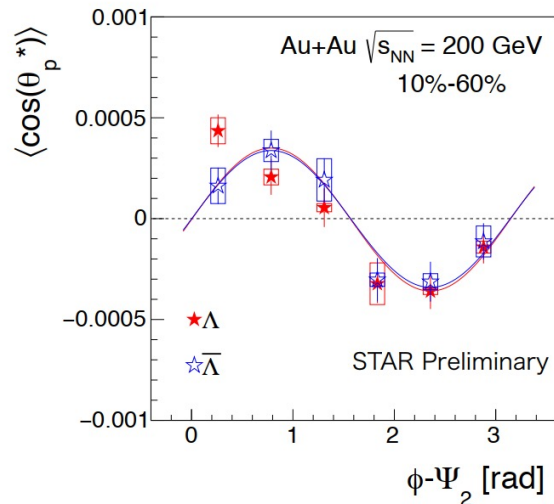 ⟨cos(θp*)⟩
0.001
0.0005
0
−0.0005
−0.001
Au+Au √sNN = 200 GeV
10%-60%
Λ
Λ̅
STAR Preliminary
0
1
2
3
ϕ-Ψ2 [rad]